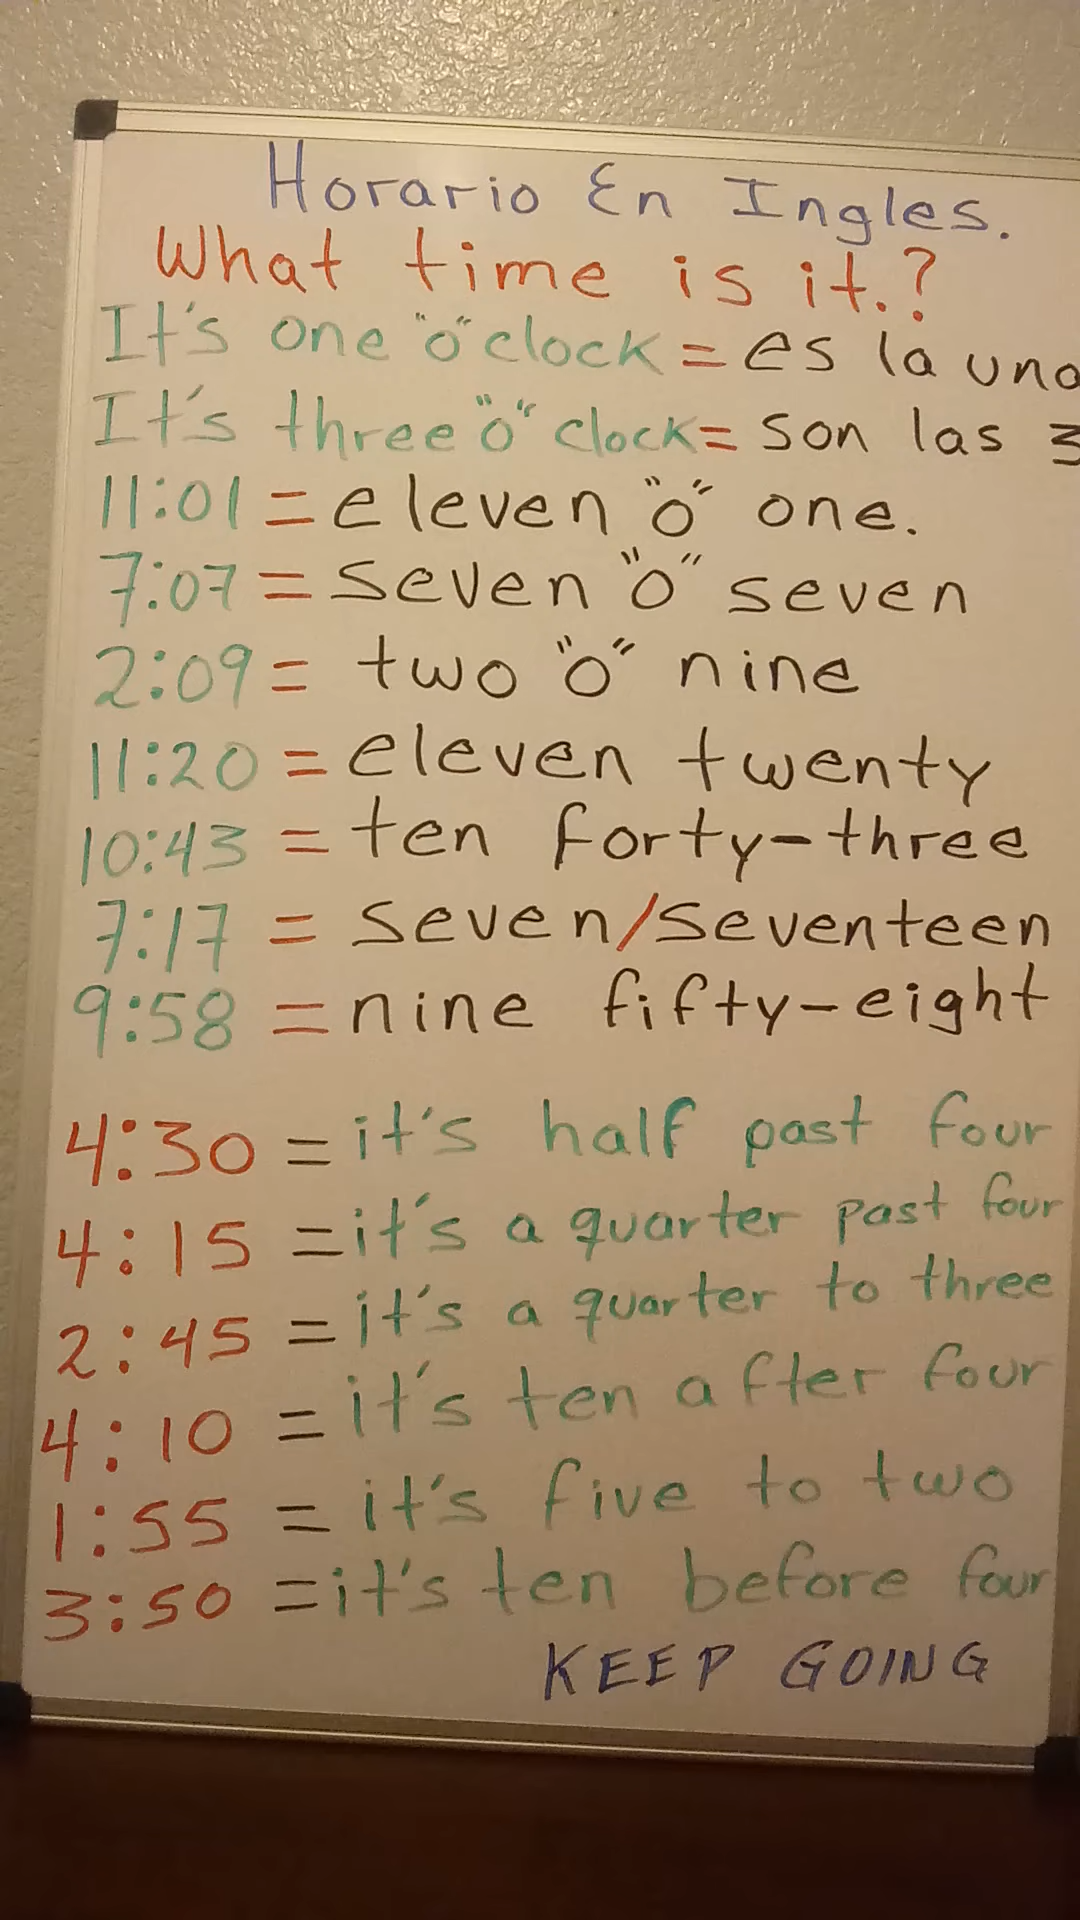 Horario En Ingles.
What time is it.?
It's one "o" clock = es la una
It's three "o" clock = son las 3
11:01 = eleven "o" one.
7:07 = seven "o" seven
2:09 = two "o" nine
11:20 = eleven twenty
10:43 = ten forty-three
7:17 = seven/seventeen
9:58 = nine fifty-eight
4:30 = it's half past four
4:15 = it's a quarter past four
2:45 = it's a quarter to three
4:10 = it's ten after four
1:55 = it's five to two
3:50 = it's ten before four
KEEP GOING